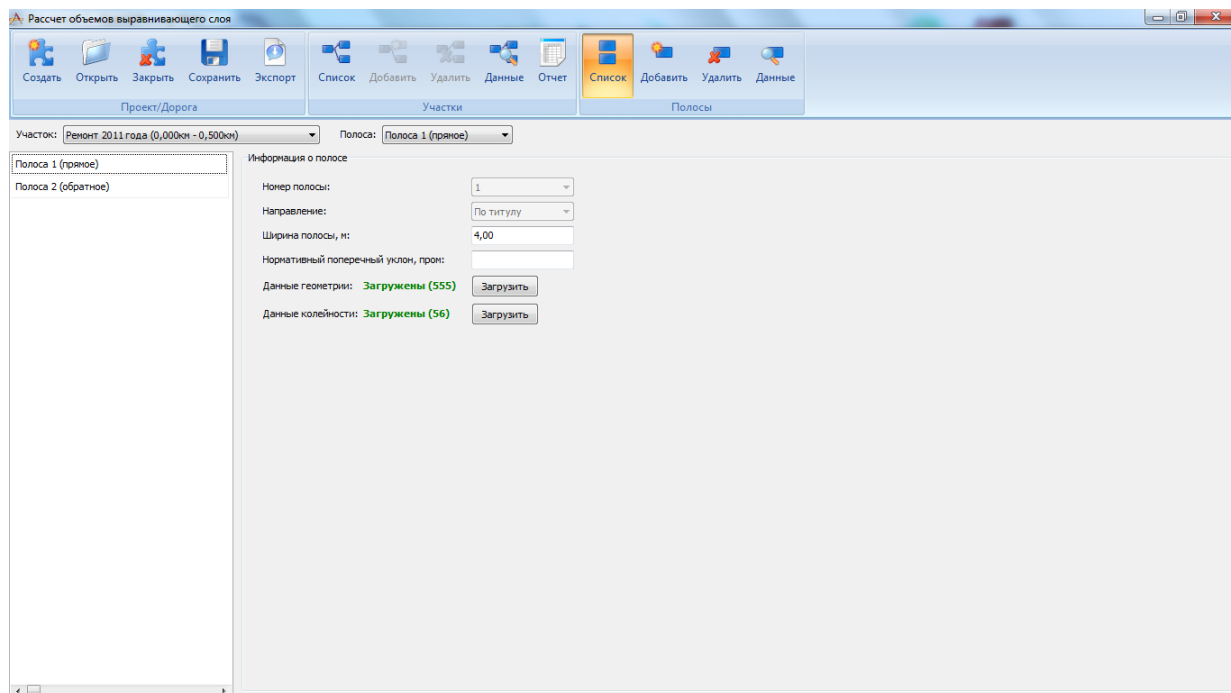 Рассчет объемов выравнивающего слоя
Создать Открыть Закрыть Сохранить Экспорт Список Добавить Удалить Данные Отчет Список Добавить Удалить Данные
Проект/Дорога Участки Полосы
Участок: Ремонт 2011 года (0,000км - 0,500км) Полоса: Полоса 1 (прямое)
Полоса 1 (прямое)
Полоса 2 (обратное)
Информация о полосе
Номер полосы: 1
Направление: По титулу
Ширина полосы, м: 4,00
Нормативный поперечный уклон, пром:
Данные геометрии: Загружены (555) Загрузить
Данные колейности: Загружены (56) Загрузить